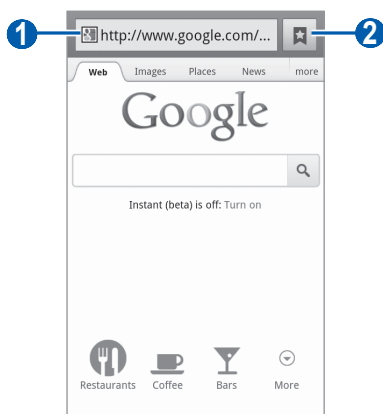 1 http://www.google.com/... 2
Web Images Places News more
Google
Instant (beta) is off: Turn on
Restaurants Coffee Bars More